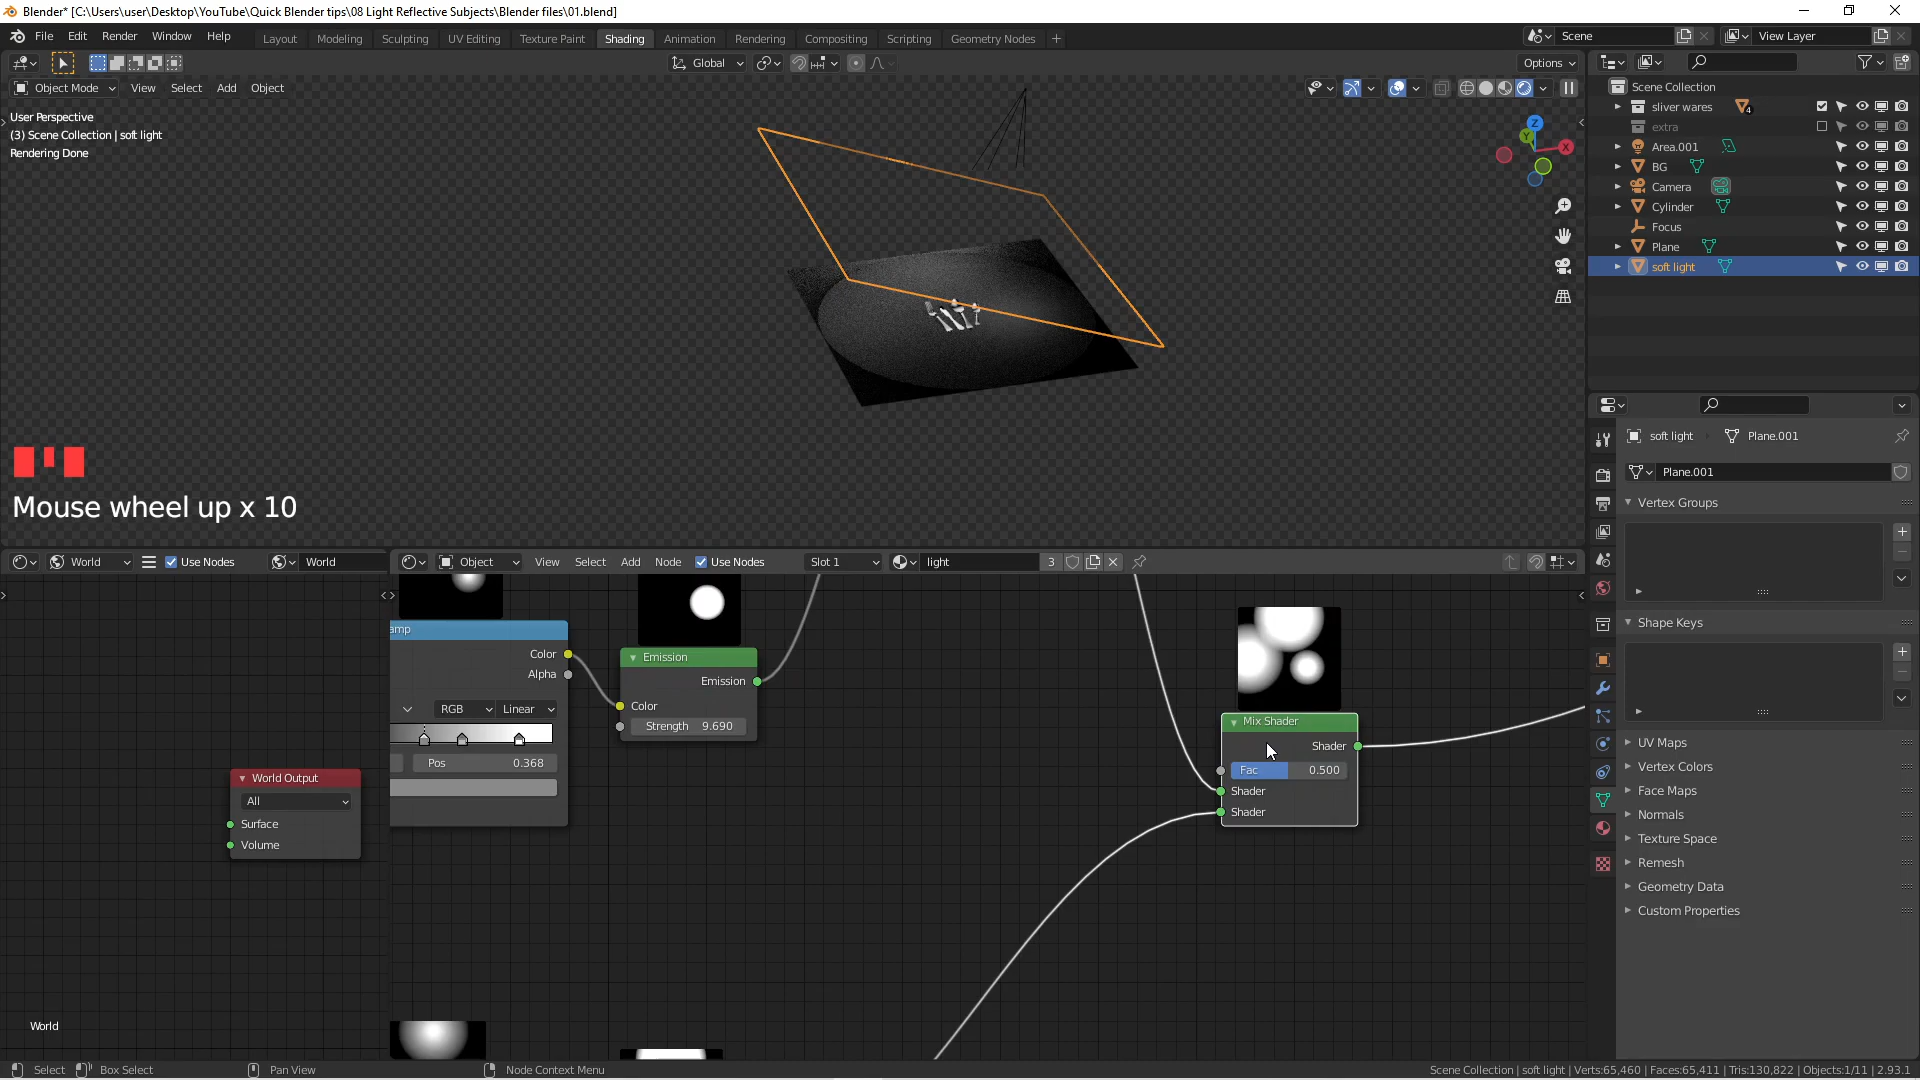 Blender* [C:\Users\user\Desktop\YouTube\Quick Blender tips\08 Light Reflective Subjects\Blender files\01.blend]
File Edit Render Window Help Layout Modeling Sculpting UV Editing Texture Paint Shading Animation Rendering Compositing Scripting Geometry Nodes + Scene View Layer
Global Options
Object Mode View Select Add Object
User Perspective
(3) Scene Collection | soft light
Rendering Done
Z
Y
X
Scene Collection
sliver wares 4
extra
Area.001
BG
Camera
Cylinder
Focus
Plane
soft light
soft light Plane.001
Plane.001
Vertex Groups
Shape Keys
UV Maps
Vertex Colors
Face Maps
Normals
Texture Space
Remesh
Geometry Data
Custom Properties
Mouse wheel up x 10
World Use Nodes World
Object View Select Add Node Use Nodes Slot 1 light 3
World Output
All
Surface
Volume
World
amp
Color
Alpha
RGB Linear
Pos 0.368
Emission
Emission
Color
Strength 9.690
Mix Shader
Shader
Fac 0.500
Shader
Shader
Select Box Select Pan View Node Context Menu
Scene Collection | soft light | Verts:65,460 | Faces:65,411 | Tris:130,822 | Objects:1/11 | 2.93.1